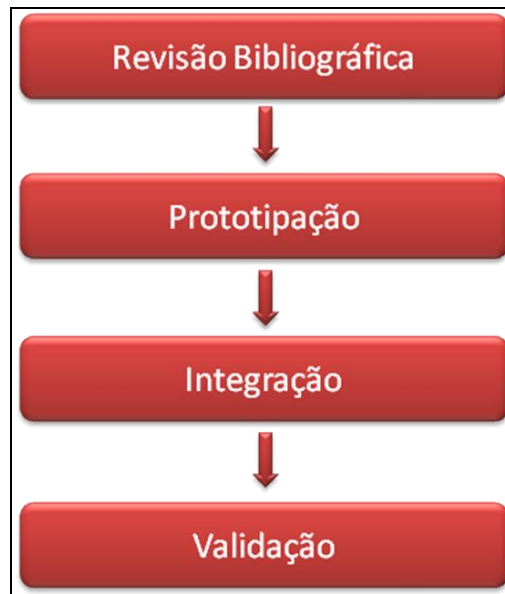 Revisão Bibliográfica
Prototipação
Integração
Validação